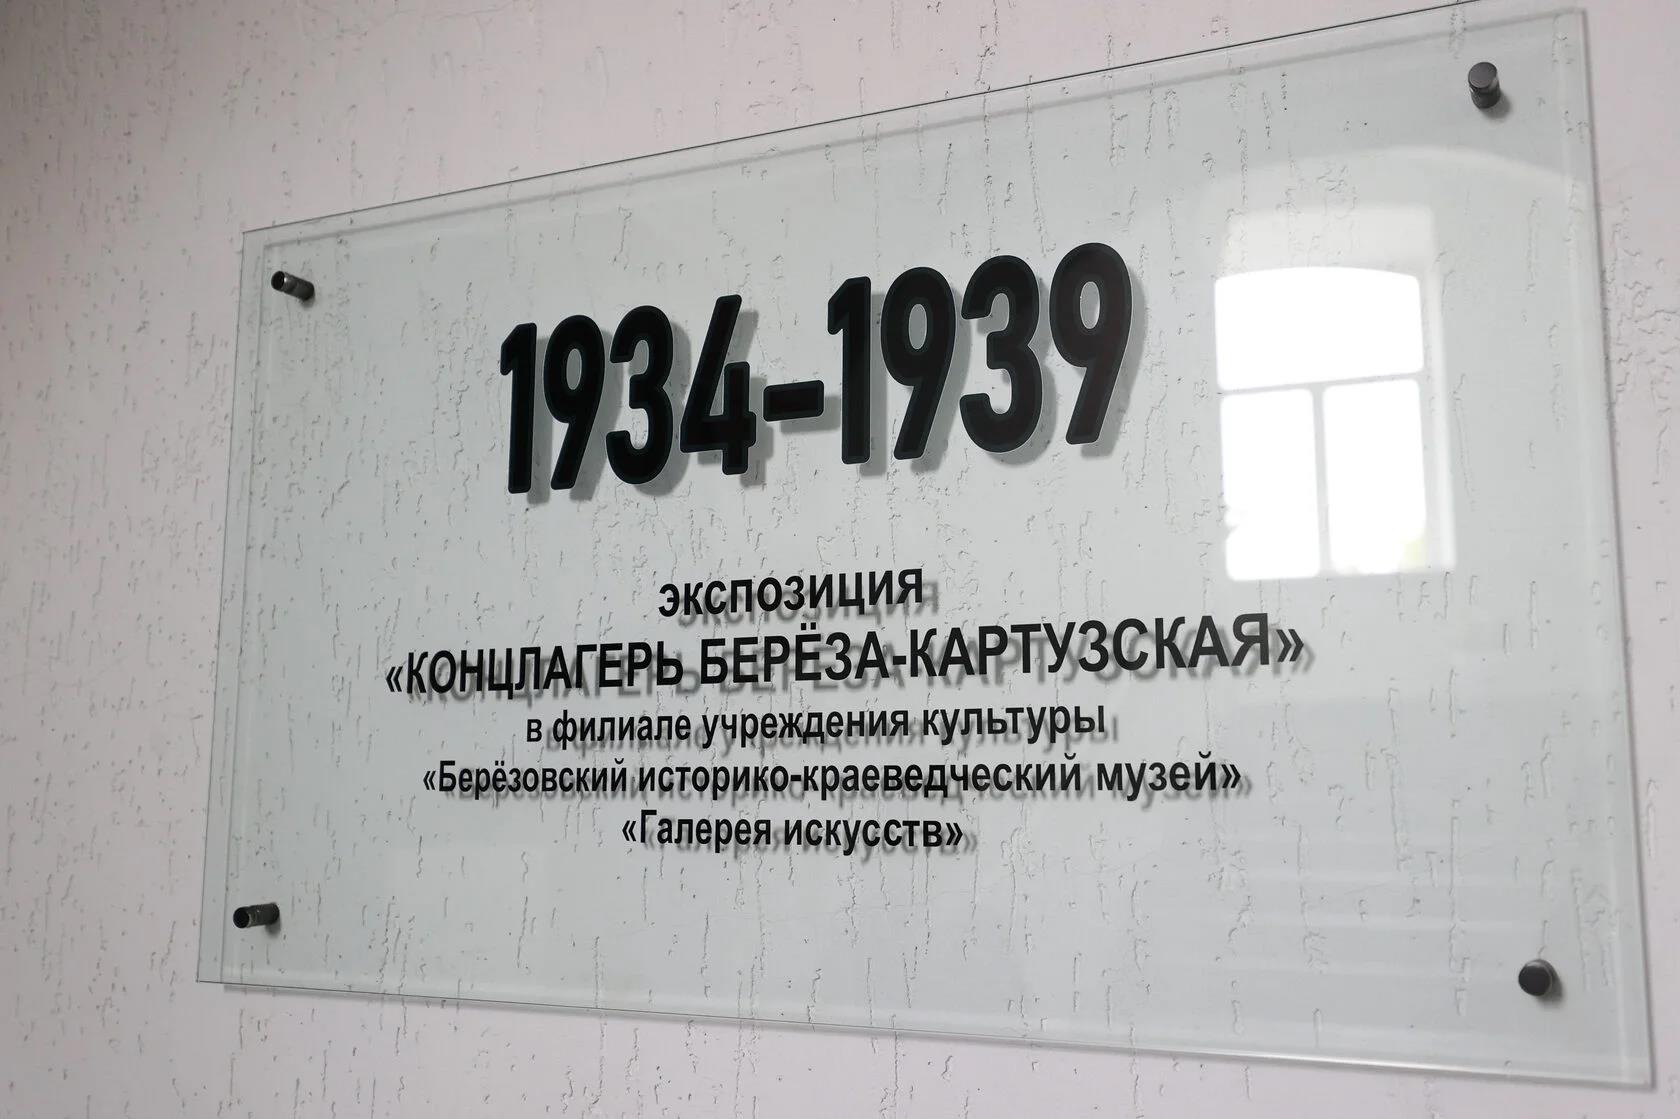 1934–1939
ЭКСПОЗИЦИЯ
«КОНЦЛАГЕРЬ БЕРЁЗА-КАРТУЗСКАЯ»
в филиале учреждения культуры
«Берёзовский историко-краеведческий музей»
«Галерея искусств»